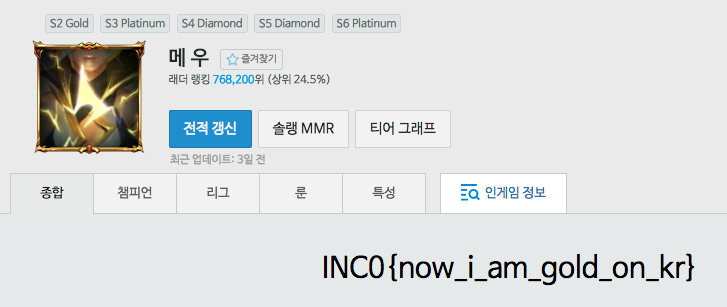 S2 Gold S3 Platinum S4 Diamond S5 Diamond S6 Platinum
메 우 즐겨찾기
래더 랭킹 768,200위 (상위 24.5%)
전적 갱신 솔랭 MMR 티어 그래프
최근 업데이트: 3일 전
종합 챔피언 리그 룬 특성 인게임 정보
INC0{now_i_am_gold_on_kr}